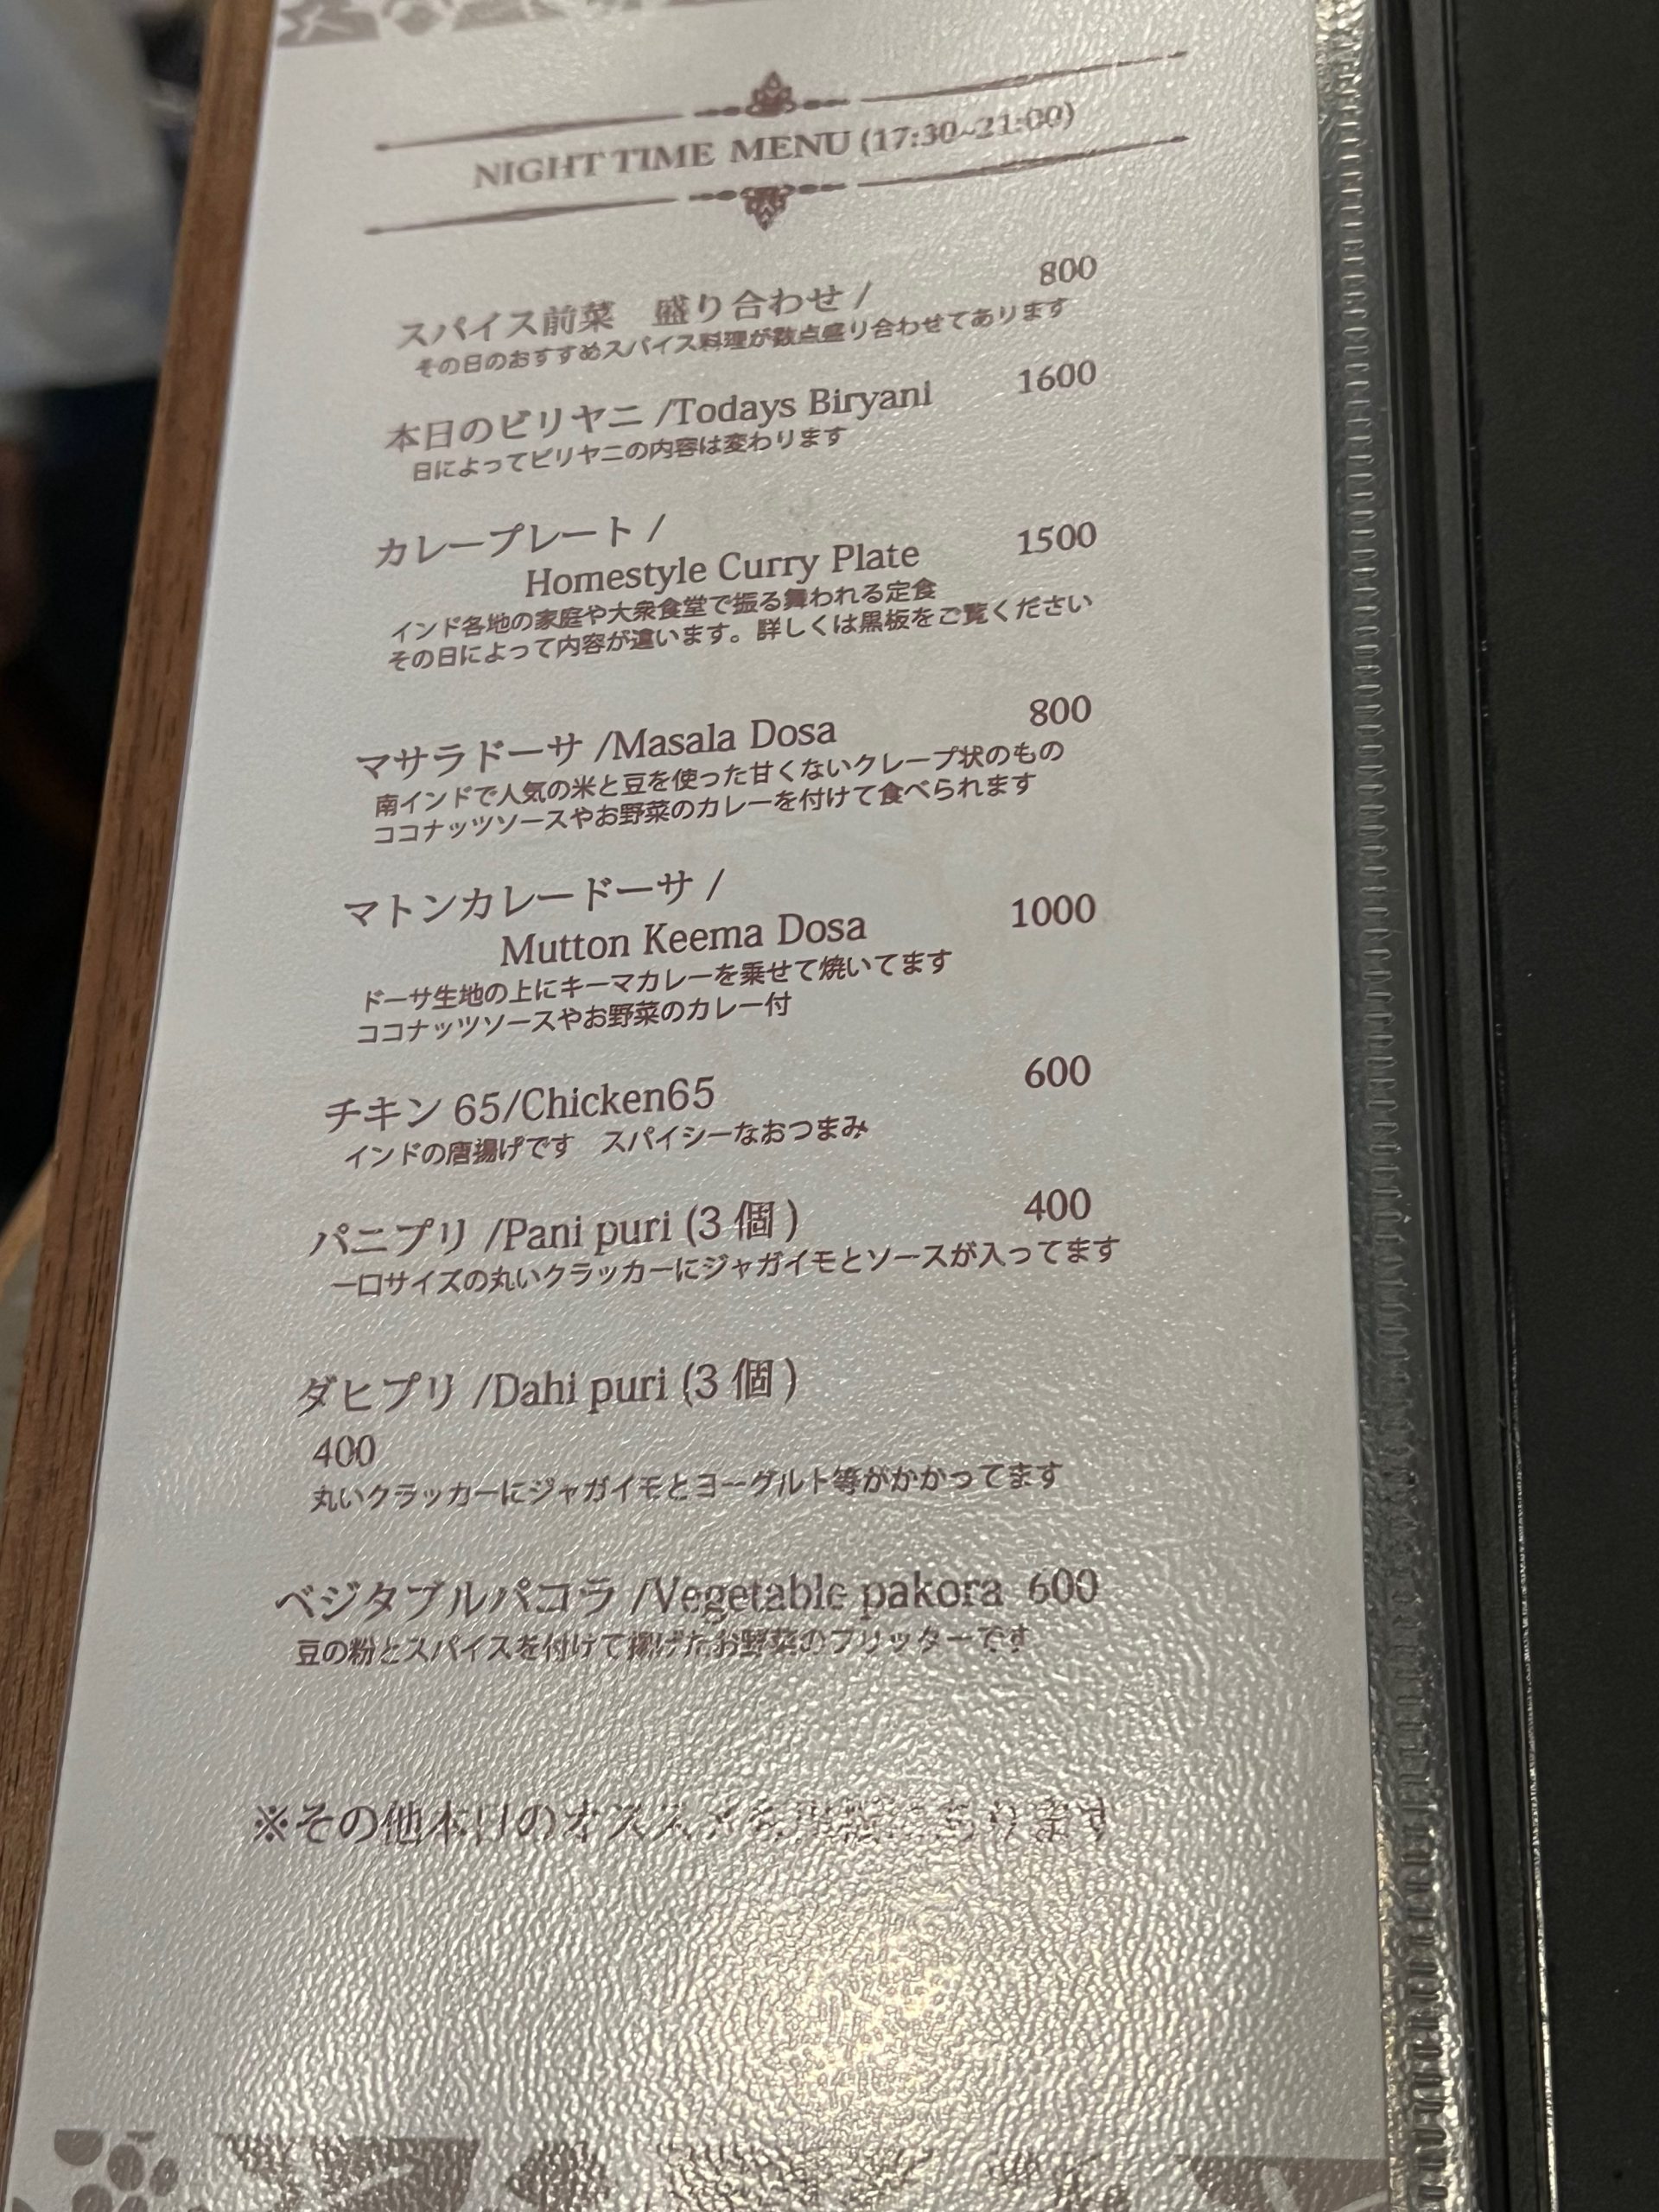 NIGHT TIME MENU (17:30~21:00)
スパイス前菜　盛り合わせ / 800
その日のおすすめスパイス料理が数点盛り合わせてあります
本日のビリヤニ /Todays Biryani 1600
日によってビリヤニの内容は変わります
カレープレート /
Homestyle Curry Plate 1500
インド各地の家庭や大衆食堂で振る舞われる定食
その日によって内容が違います。詳しくは黒板をご覧ください
マサラドーサ /Masala Dosa 800
南インドで人気の米と豆を使った甘くないクレープ状のもの
ココナッツソースやお野菜のカレーを付けて食べられます
マトンカレードーサ /
Mutton Keema Dosa 1000
ドーサ生地の上にキーマカレーを乗せて焼いてます
ココナッツソースやお野菜のカレー付
チキン 65/Chicken65 600
インドの唐揚げです　スパイシーなおつまみ
パニプリ /Pani puri (3 個 ) 400
一口サイズの丸いクラッカーにジャガイモとソースが入ってます
ダヒプリ /Dahi puri (3 個 )
400
丸いクラッカーにジャガイモとヨーグルト等がかかってます
ベジタブルパコラ /Vegetable pakora 600
豆の粉とスパイスを付けて揚げたお野菜のフリッターです
※その他本日のオススメ あります